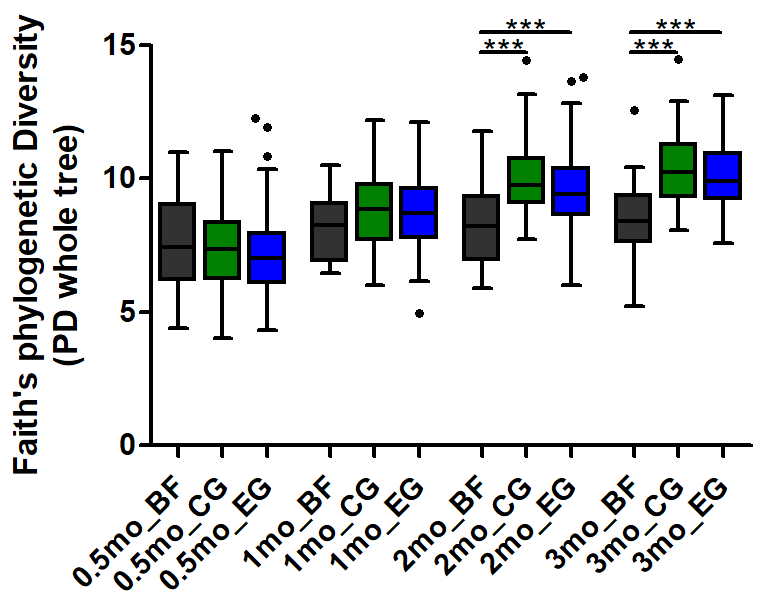 Faith's phylogenetic Diversity
(PD whole tree)
15
10
5
0
***
***
***
***
0.5mo_BF
0.5mo_CG
0.5mo_EG
1mo_BF
1mo_CG
1mo_EG
2mo_BF
2mo_CG
2mo_EG
3mo_BF
3mo_CG
3mo_EG